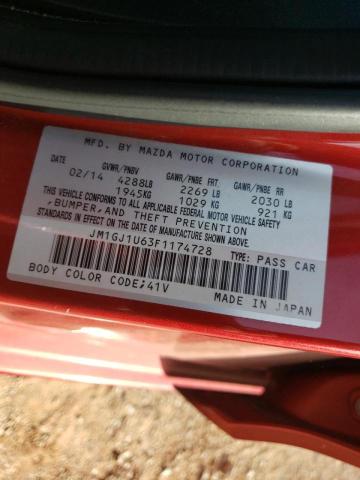 MFD. BY MAZDA MOTOR CORPORATION
GVWR/PNBV GAWR/PNBE FRT GAWR/PNBE RR
02/14 4288LB 2269 LB 2030 LB
1945KG 1029 KG 921 KG
THIS VEHICLE CONFORMS TO ALL APPLICABLE FEDERAL MOTOR VEHICLE SAFETY
,BUMPER,AND THEFT PREVENTION
STANDARDS IN EFFECT ON THE
DATE OF MANUFACTURE
JM1GJ1U63F1174728 TYPE: PASS CAR
BODY COLOR CODE;41V MADE IN JAPAN